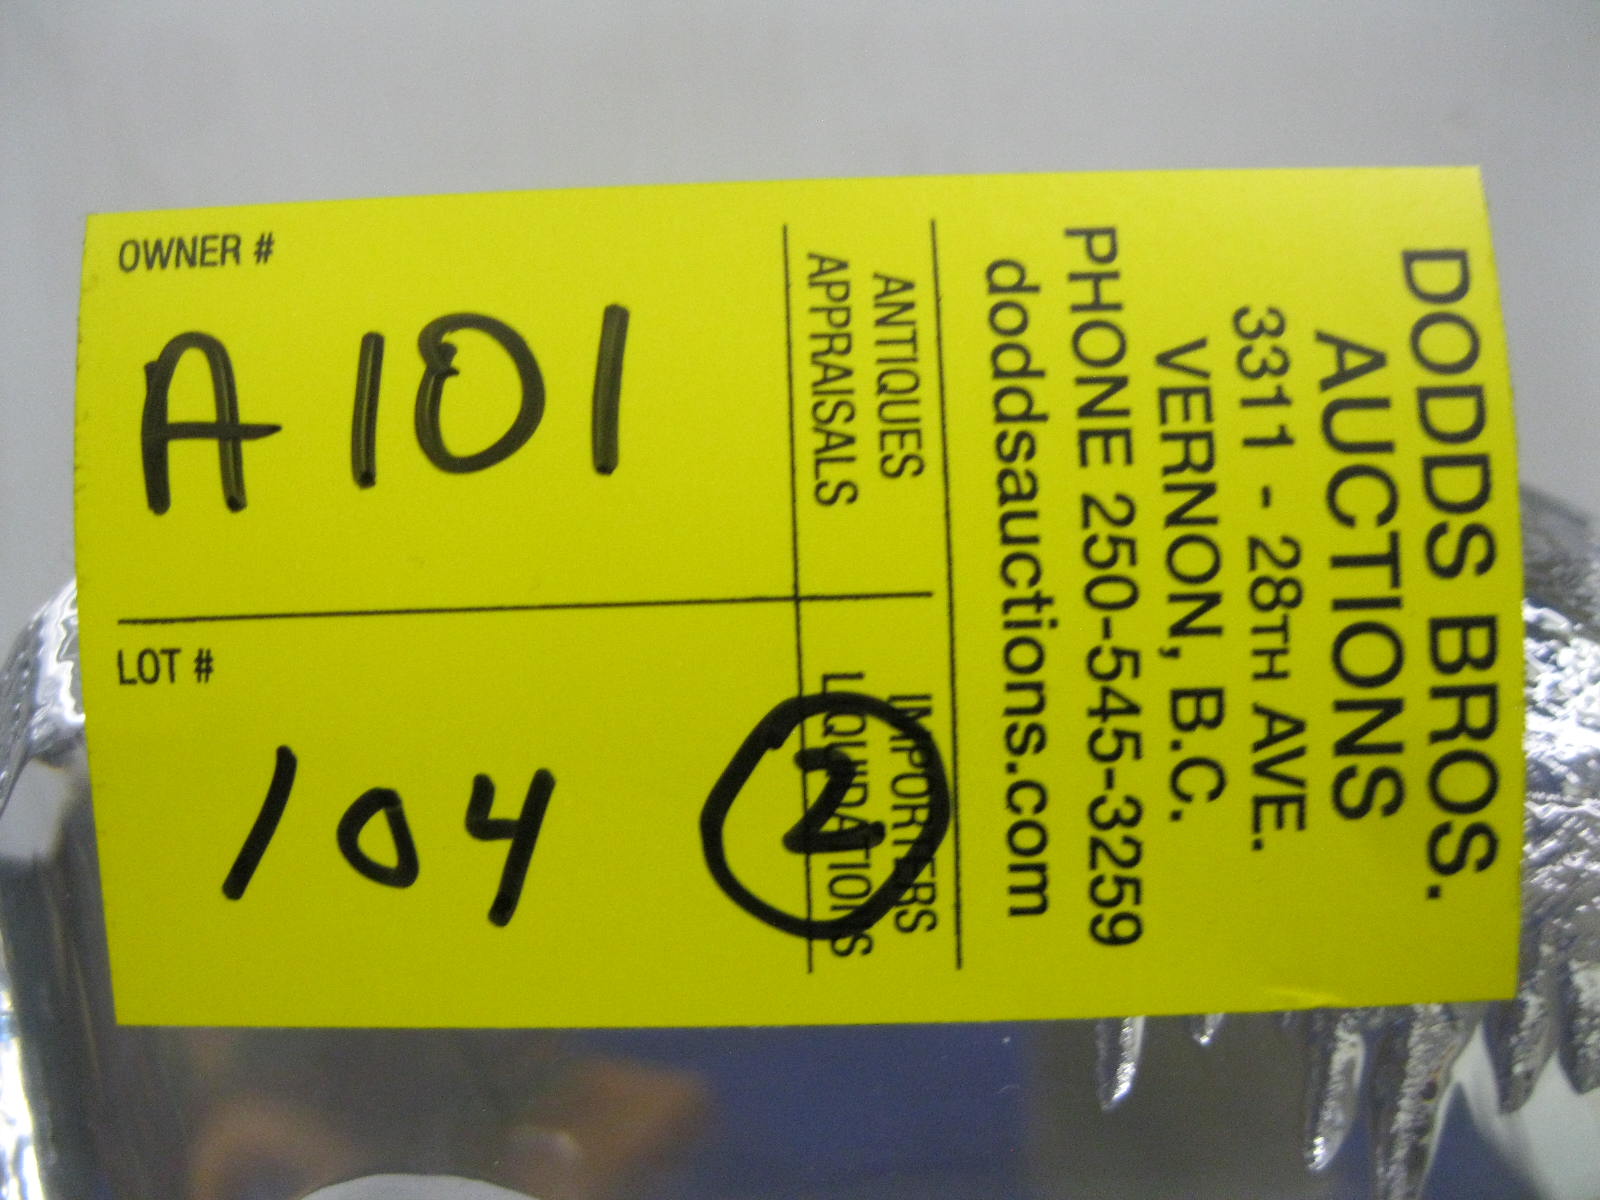 DODDS BROS.
AUCTIONS
3311 - 28TH AVE.
VERNON, B.C.
PHONE 250-545-3259
doddsauctions.com
ANTIQUES IMPORTERS
APPRAISALS LIQUIDATIONS
OWNER #
A101
LOT #
104 2